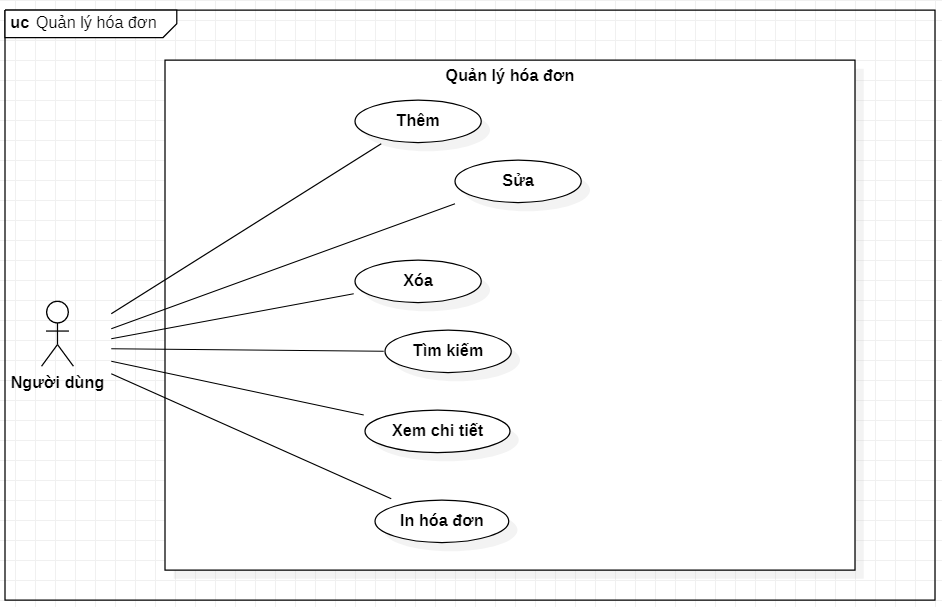 uc Quản lý hóa đơn
Quản lý hóa đơn
Thêm
Sửa
Xóa
Tìm kiếm
Người dùng
Xem chi tiết
In hóa đơn